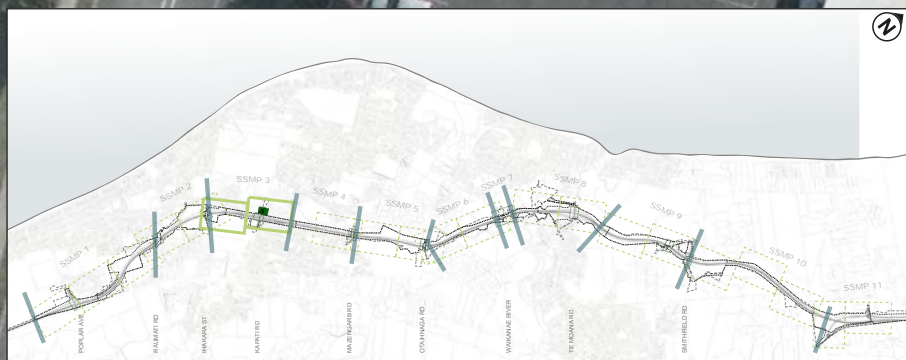 N
SSMP 1
SSMP 2
SSMP 3
SSMP 4
SSMP 5
SSMP 6
SSMP 7
SSMP 8
SSMP 9
SSMP 10
SSMP 11
POPLAR AVE
RAUMATI RD
IHAKARA ST
KAPATI RD
MAZENGARB RD
OTAIHNAGA RD
WAIKANAE RIVER
TE MOANA RD
SMITHFIELD RD